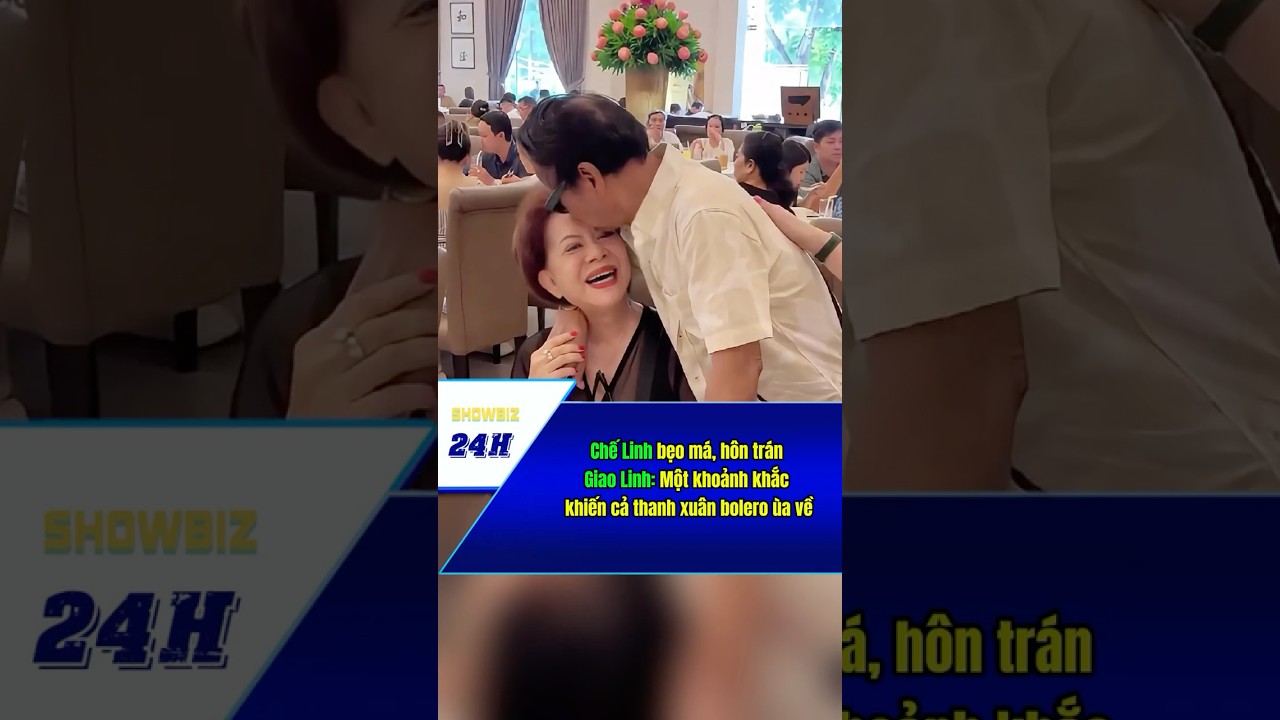 SHOWBIZ
24H
Chế Linh bẹo má, hôn trán
Giao Linh: Một khoảnh khắc
khiến cả thanh xuân bolero ùa về
SHOWBIZ
24H
á, hôn trán